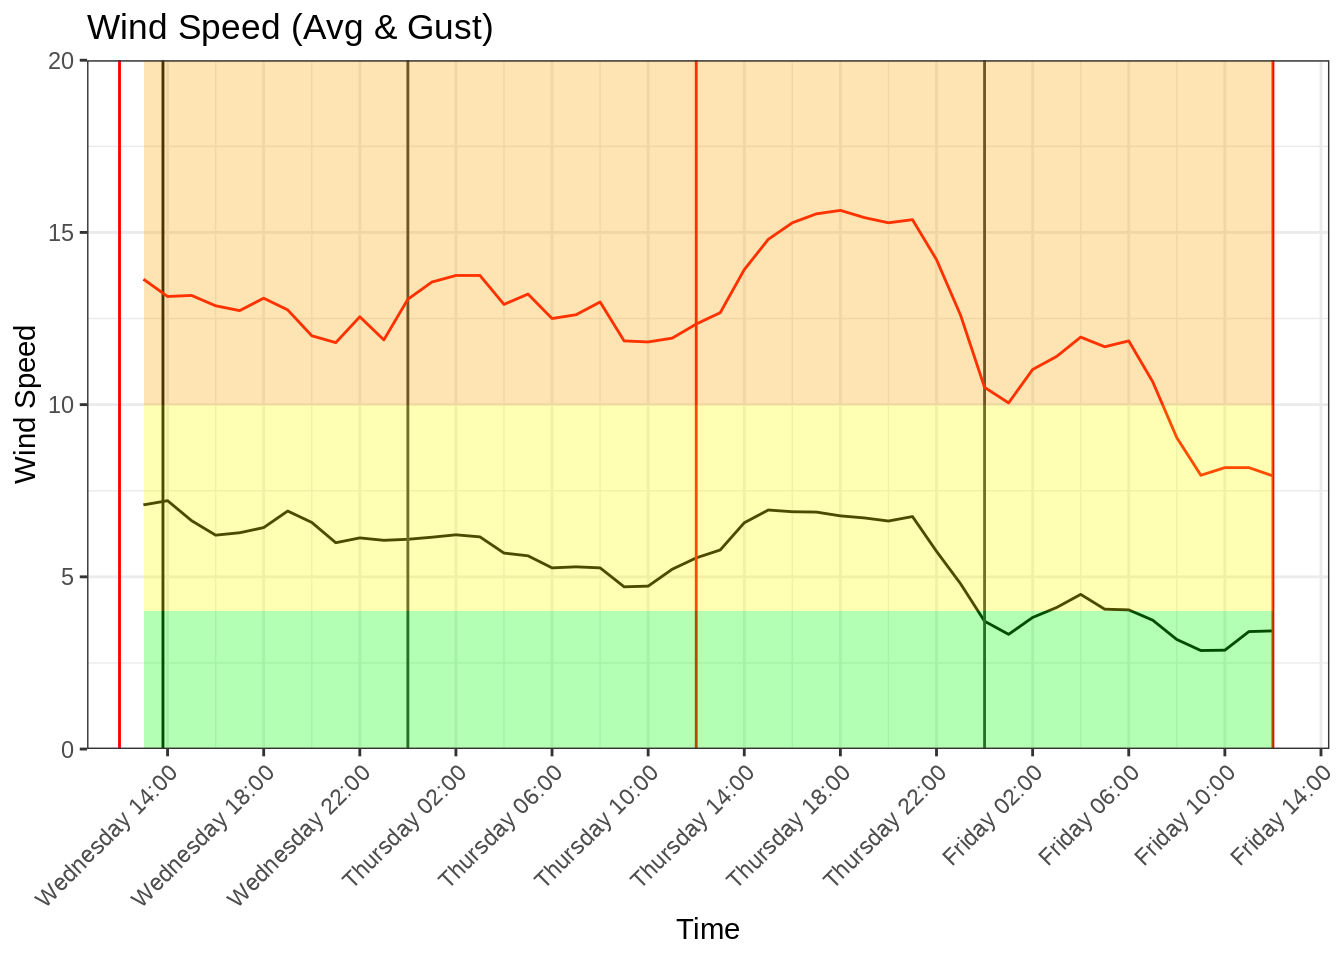 Wind Speed (Avg & Gust)
20
15
10
5
0
Wind Speed
Wednesday 14:00
Wednesday 18:00
Wednesday 22:00
Thursday 02:00
Thursday 06:00
Thursday 10:00
Thursday 14:00
Thursday 18:00
Thursday 22:00
Friday 02:00
Friday 06:00
Friday 10:00
Friday 14:00
Time